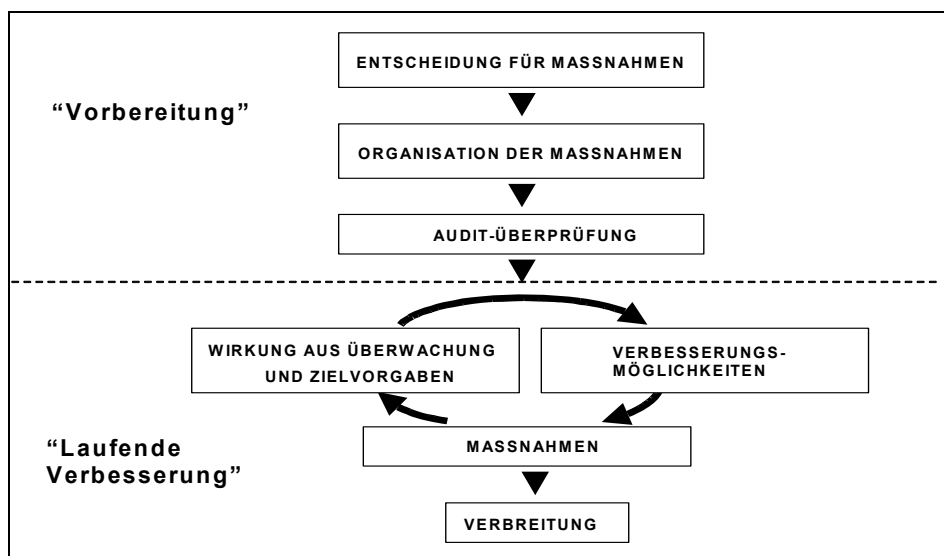 ENTSCHEIDUNG FÜR MASSNAHMEN
“Vorbereitung”
ORGANISATION DER MASSNAHMEN
AUDIT-ÜBERPRÜFUNG
WIRKUNG AUS ÜBERWACHUNG
UND ZIELVORGABEN
VERBESSERUNGS-
MÖGLICHKEITEN
“Laufende
Verbesserung”
MASSNAHMEN
VERBREITUNG